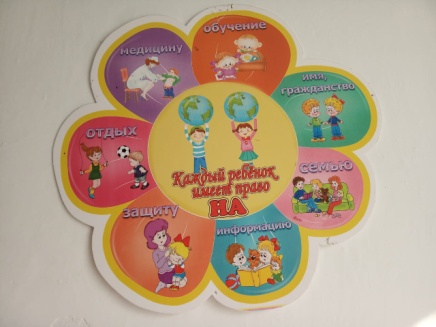 Каждый ребёнок
имеет право
НА
обучение
имя,
гражданство
семью
информацию
защиту
отдых
медицину